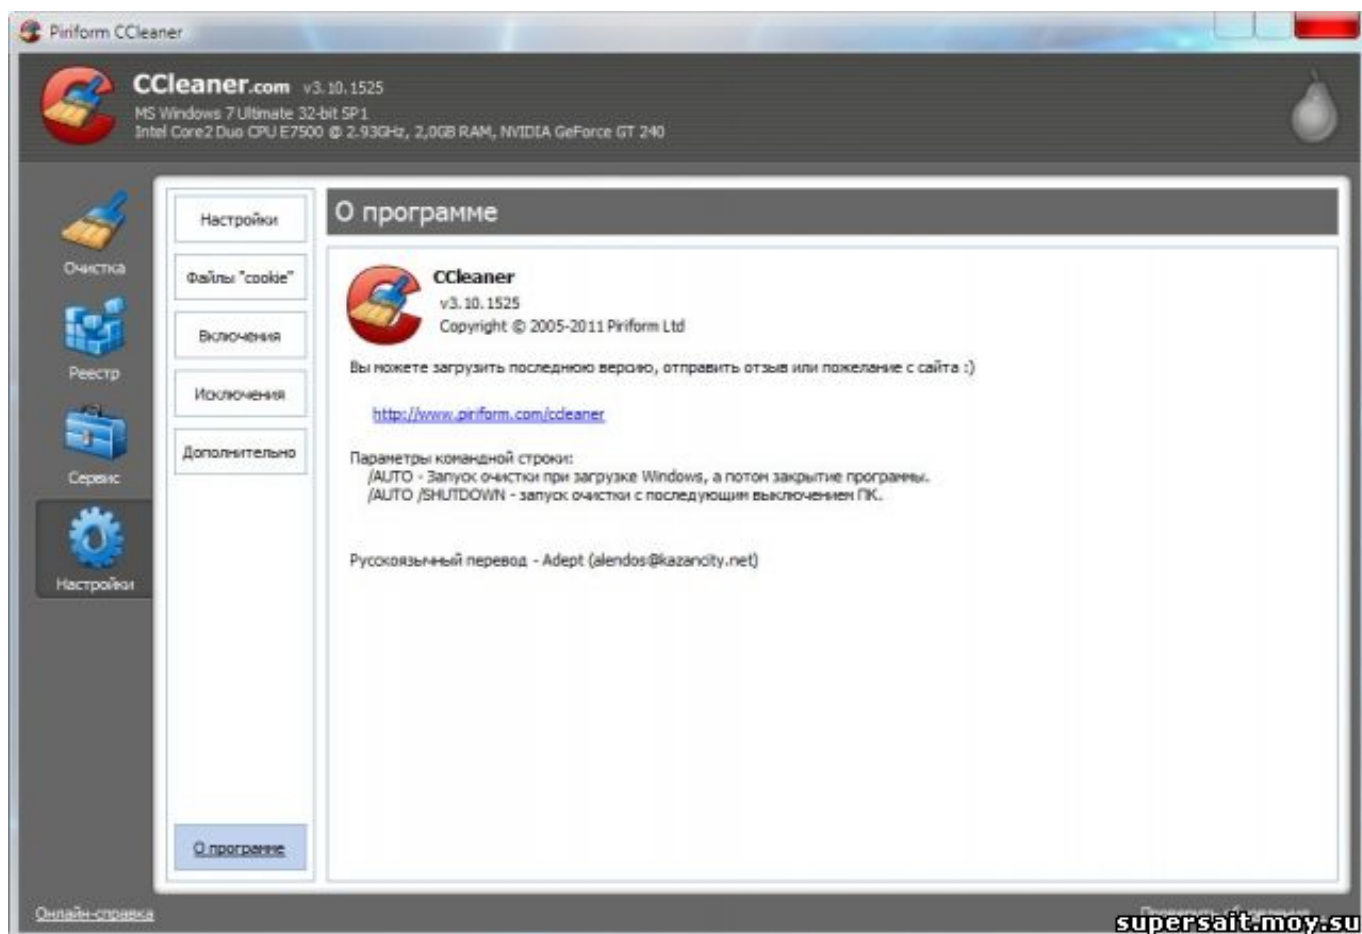 Piriform CCleaner
CCleaner.com v3.10.1525
MS Windows 7 Ultimate 32-bit SP1
Intel Core2 Duo CPU E7500 @ 2.93GHz, 2,0GB RAM, NVIDIA GeForce GT 240
Очистка
Реестр
Сервис
Настройки
Настройки
Файлы "cookie"
Включения
Исключения
Дополнительно
О программе
О программе
CCleaner
v3.10.1525
Copyright © 2005-2011 Piriform Ltd
Вы можете загрузить последнюю версию, отправить отзыв или пожелание с сайта :)
http://www.piriform.com/ccleaner
Параметры командной строки:
/AUTO - Запуск очистки при загрузке Windows, а потом закрытие программы.
/AUTO /SHUTDOWN - запуск очистки с последующим выключением ПК.
Русскоязычный перевод - Adept (alendos@kazancity.net)
Онлайн-справка
supersait.moy.su